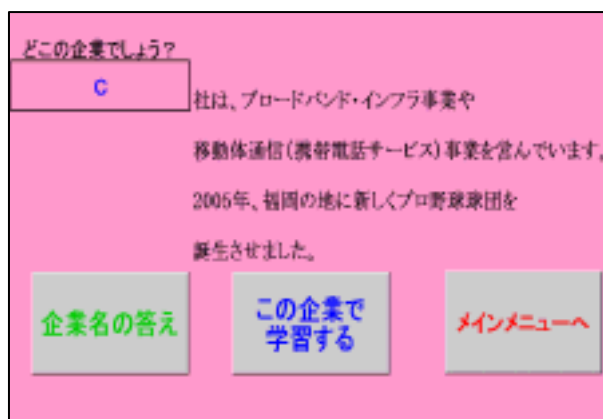 どこの企業でしょう？
C
社は、ブロードバンド・インフラ事業や
移動体通信（携帯電話サービス）事業を営んでいます。
2005年、福岡の地に新しくプロ野球球団を
誕生させました。
企業名の答え
この企業で
学習する
メインメニューへ